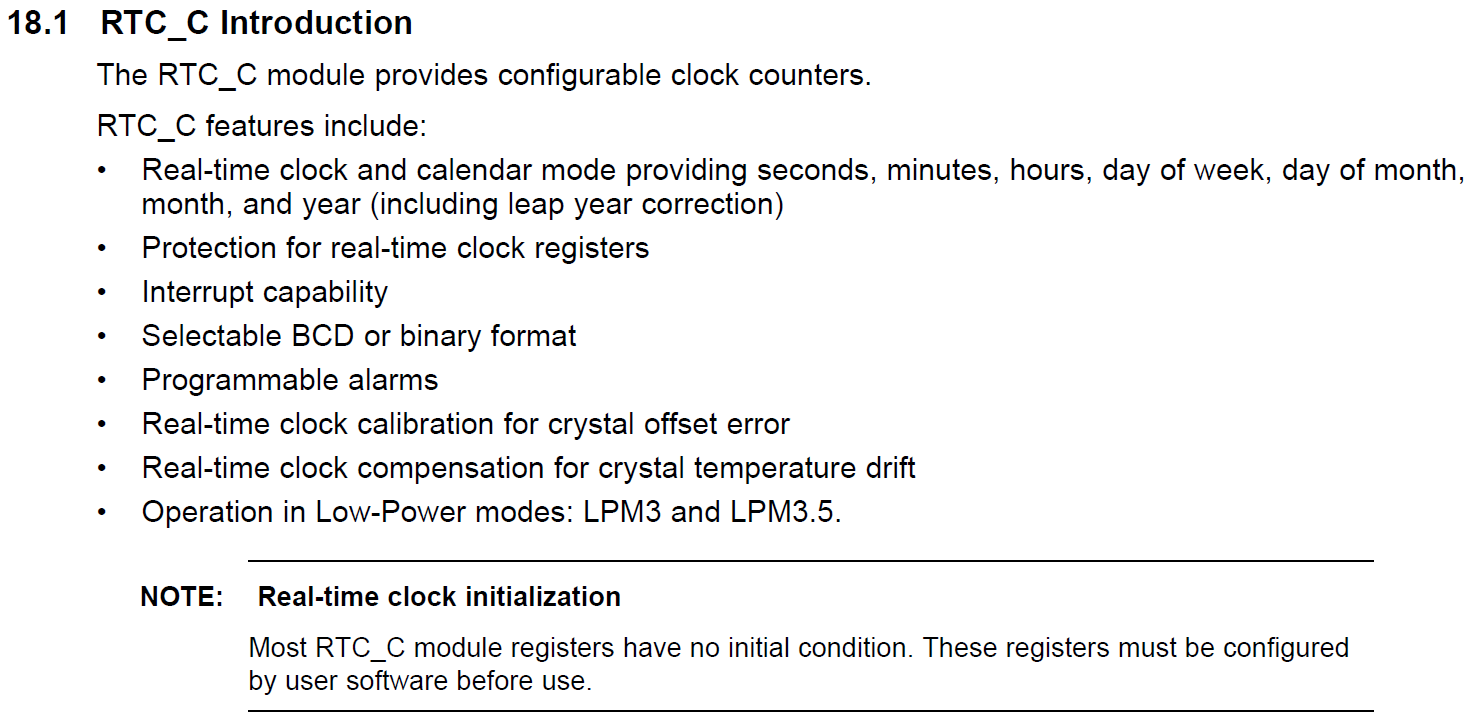 18.1 RTC_C Introduction
The RTC_C module provides configurable clock counters.
RTC_C features include:
• Real-time clock and calendar mode providing seconds, minutes, hours, day of week, day of month,
month, and year (including leap year correction)
• Protection for real-time clock registers
• Interrupt capability
• Selectable BCD or binary format
• Programmable alarms
• Real-time clock calibration for crystal offset error
• Real-time clock compensation for crystal temperature drift
• Operation in Low-Power modes: LPM3 and LPM3.5.
NOTE: Real-time clock initialization
Most RTC_C module registers have no initial condition. These registers must be configured
by user software before use.